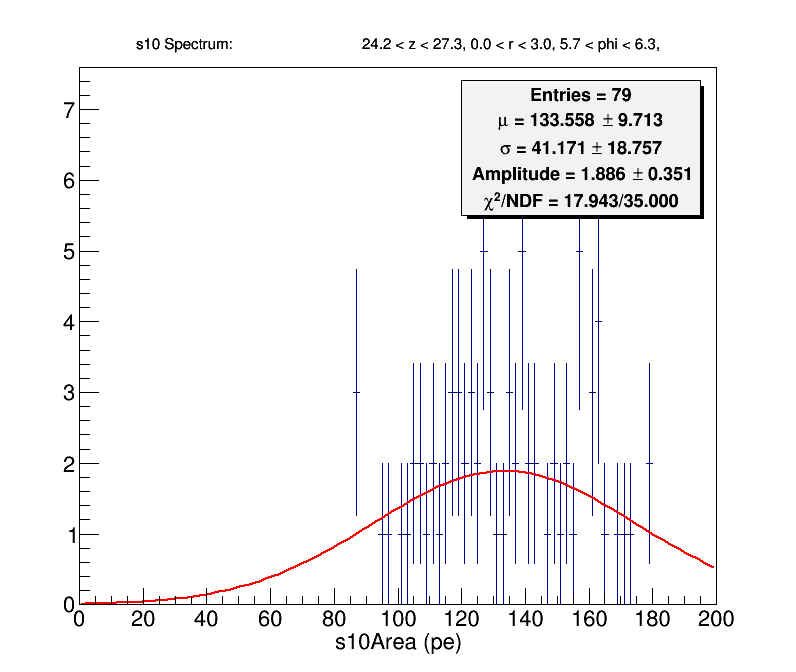 s10 Spectrum: 24.2 < z < 27.3, 0.0 < r < 3.0, 5.7 < phi < 6.3,
Entries = 79
μ = 133.558 ± 9.713
σ = 41.171 ± 18.757
Amplitude = 1.886 ± 0.351
χ²/NDF = 17.943/35.000
7
6
5
4
3
2
1
0
0 20 40 60 80 100 120 140 160 180 200
s10Area (pe)